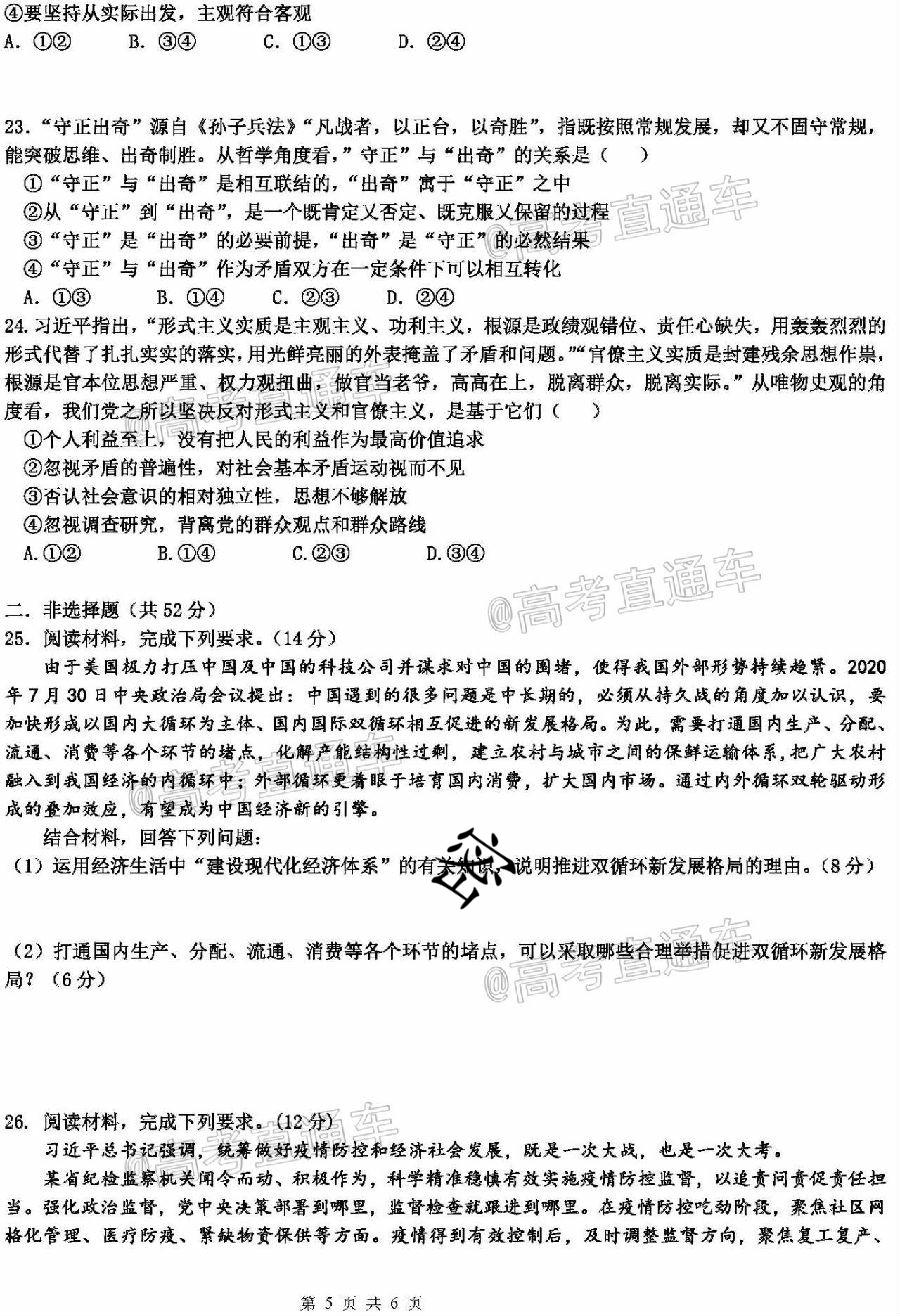 ④要坚持从实际出发，主观符合客观
A. ①② B. ③④ C. ①③ D. ②④
23．“守正出奇”源自《孙子兵法》“凡战者，以正台，以奇胜”，指既按照常规发展，却又不固守常规，
能突破思维、出奇制胜。从哲学角度看，”守正”与“出奇”的关系是（ ）
①“守正”与“出奇”是相互联结的，“出奇”寓于“守正”之中
②从“守正”到“出奇”，是一个既肯定又否定、既克服又保留的过程
③“守正”是“出奇”的必要前提，“出奇”是“守正”的必然结果
④“守正”与“出奇”作为矛盾双方在一定条件下可以相互转化
A. ①③ B. ①④ C. ②③ D. ②④
24. 习近平指出，“形式主义实质是主观主义、功利主义，根源是政绩观错位、责任心缺失，用轰轰烈烈的
形式代替了扎扎实实的落实，用光鲜亮丽的外表掩盖了矛盾和问题。”“官僚主义实质是封建残余思想作祟，
根源是官本位思想严重、权力观扭曲，做官当老爷，高高在上，脱离群众，脱离实际。”从唯物史观的角
度看，我们党之所以坚决反对形式主义和官僚主义，是基于它们（ ）
①个人利益至上，没有把人民的利益作为最高价值追求
②忽视矛盾的普遍性，对社会基本矛盾运动视而不见
③否认社会意识的相对独立性，思想不够解放
④忽视调查研究，背离党的群众观点和群众路线
A.①② B.①④ C.②③ D.③④
二．非选择题（共52分）
25．阅读材料，完成下列要求。（14分）
由于美国极力打压中国及中国的科技公司并谋求对中国的围堵，使得我国外部形势持续趋紧。2020
年7月30日中央政治局会议提出：中国遇到的很多问题是中长期的，必须从持久战的角度加以认识，要
加快形成以国内大循环为主体、国内国际双循环相互促进的新发展格局。为此，需要打通国内生产、分配、
流通、消费等各个环节的堵点，化解产能结构性过剩，建立农村与城市之间的保鲜运输体系，把广大农村
融入到我国经济的内循环中；外部循环更着眼于培育国内消费，扩大国内市场。通过内外循环双轮驱动形
成的叠加效应，有望成为中国经济新的引擎。
结合材料，回答下列问题：
（1）运用经济生活中“建设现代化经济体系”的有关知识，说明推进双循环新发展格局的理由。（8分）
密
（2）打通国内生产、分配、流通、消费等各个环节的堵点，可以采取哪些合理举措促进双循环新发展格
局？（6分）
26. 阅读材料，完成下列要求。（12分）
习近平总书记强调，统筹做好疫情防控和经济社会发展，既是一次大战，也是一次大考。
某省纪检监察机关闻令而动、积极作为，科学精准稳慎有效实施疫情防控监督，以追责问责促责任担
当。强化政治监督，党中央决策部署到哪里，监督检查就跟进到哪里。在疫情防控吃劲阶段，聚焦社区网
格化管理、医疗防疫、紧缺物资保供等方面。疫情得到有效控制后，及时调整监督方向，聚焦复工复产、
第 5 页 共 6 页
@高考直通车
@高考直通车
@高考直通车
@高考直通车
@高考直通车
@高考直通车